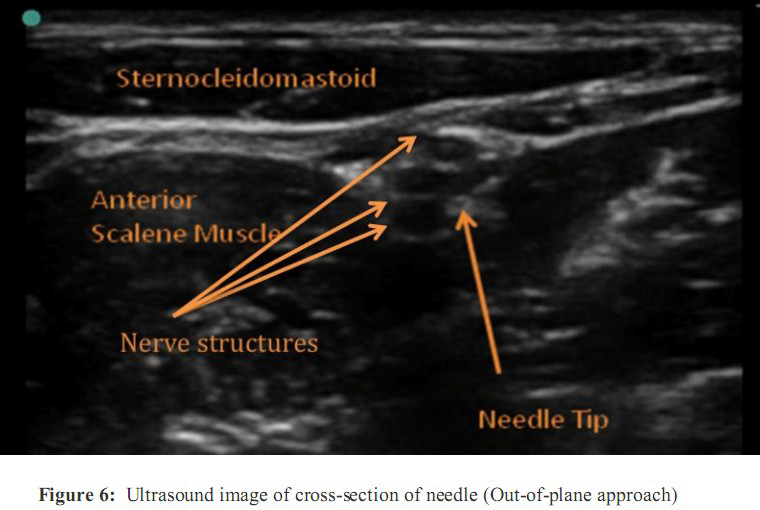 Sternocleidomastoid
Anterior
Scalene Muscle
Nerve structures
Needle Tip
Figure 6: Ultrasound image of cross-section of needle (Out-of-plane approach)